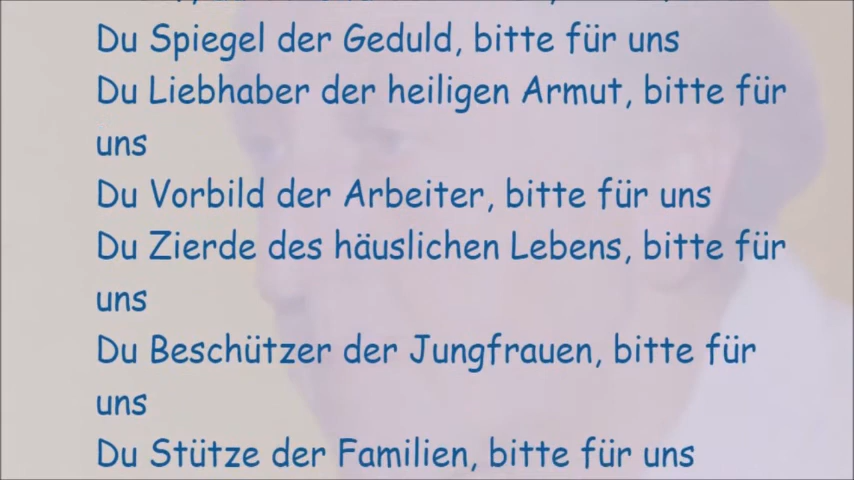 Du Spiegel der Geduld, bitte für uns
Du Liebhaber der heiligen Armut, bitte für
uns
Du Vorbild der Arbeiter, bitte für uns
Du Zierde des häuslichen Lebens, bitte für
uns
Du Beschützer der Jungfrauen, bitte für
uns
Du Stütze der Familien, bitte für uns